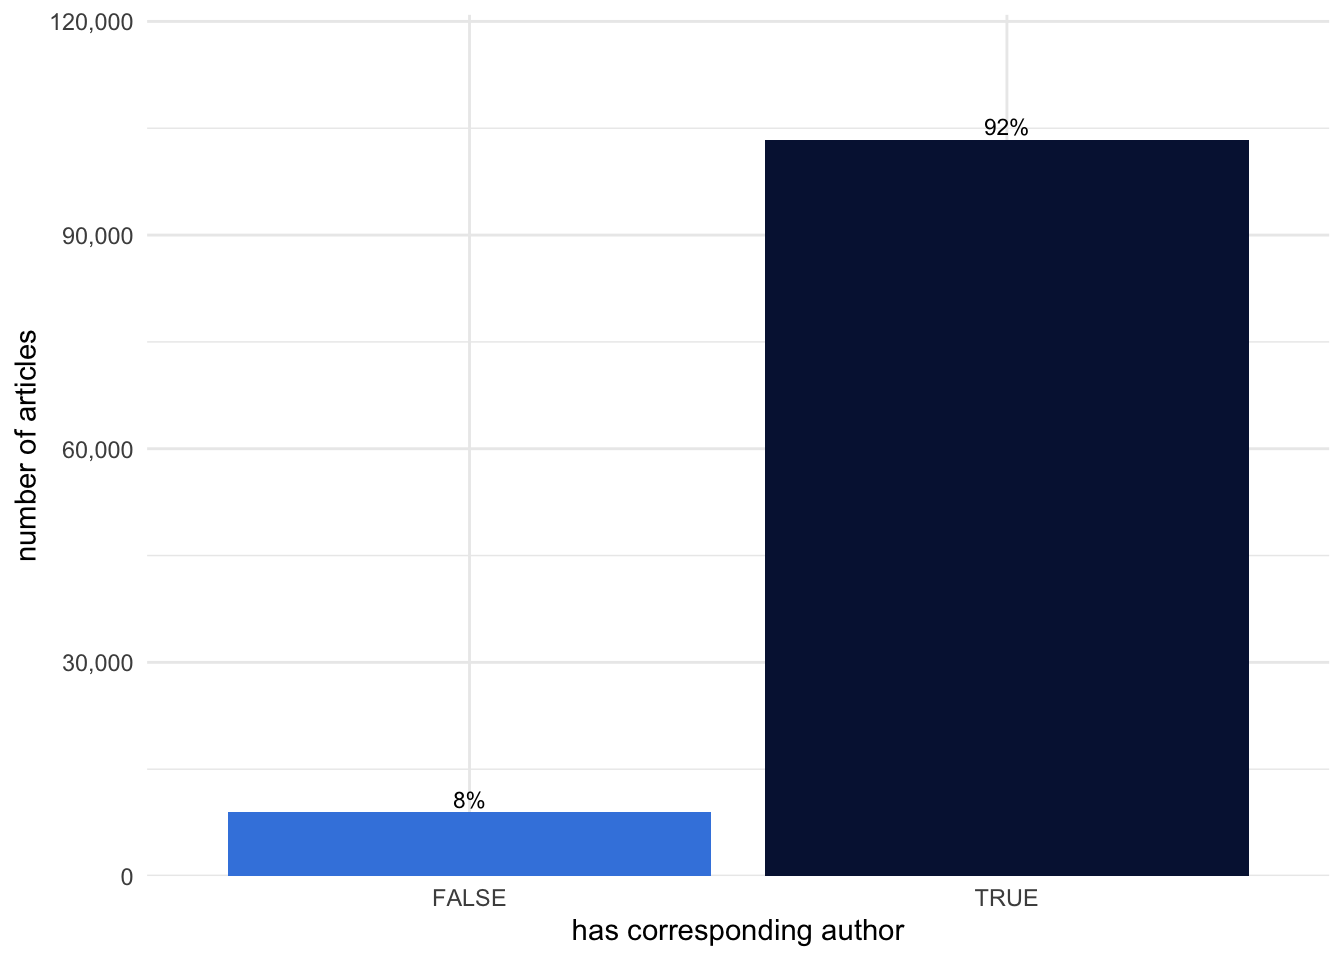 120,000
92%
90,000
number of articles
60,000
30,000
8%
0
FALSE TRUE
has corresponding author